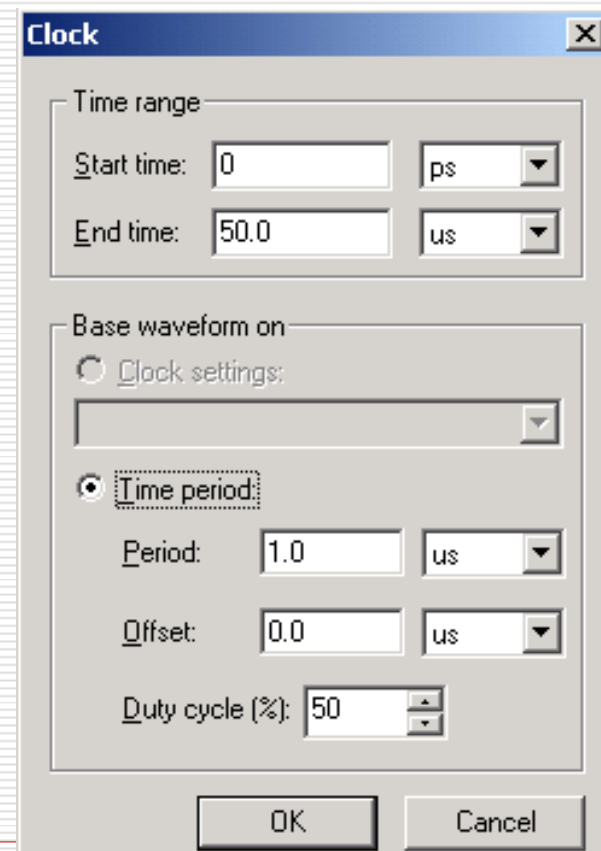 Clock
Time range
Start time: 0 ps
End time: 50.0 us
Base waveform on
Clock settings:
Time period:
Period: 1.0 us
Offset: 0.0 us
Duty cycle (%): 50
OK Cancel